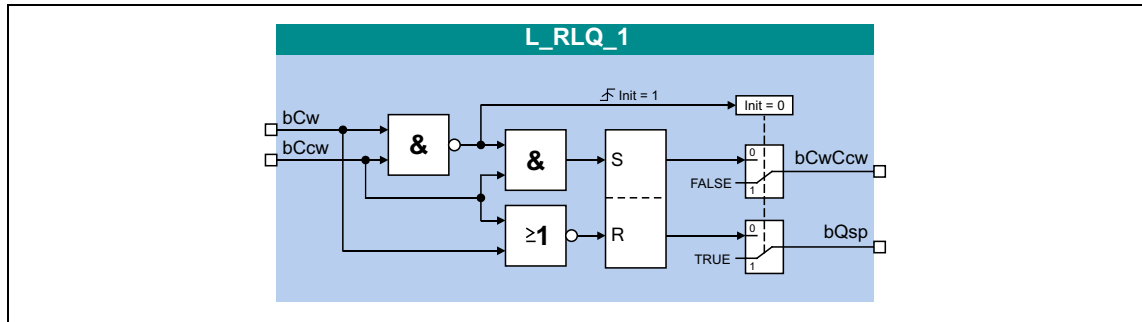 L_RLQ_1
Init = 1
Init = 0
bCw
bCcw
&
&
S
0
bCwCcw
FALSE
1
≥1
R
0
bQsp
TRUE
1